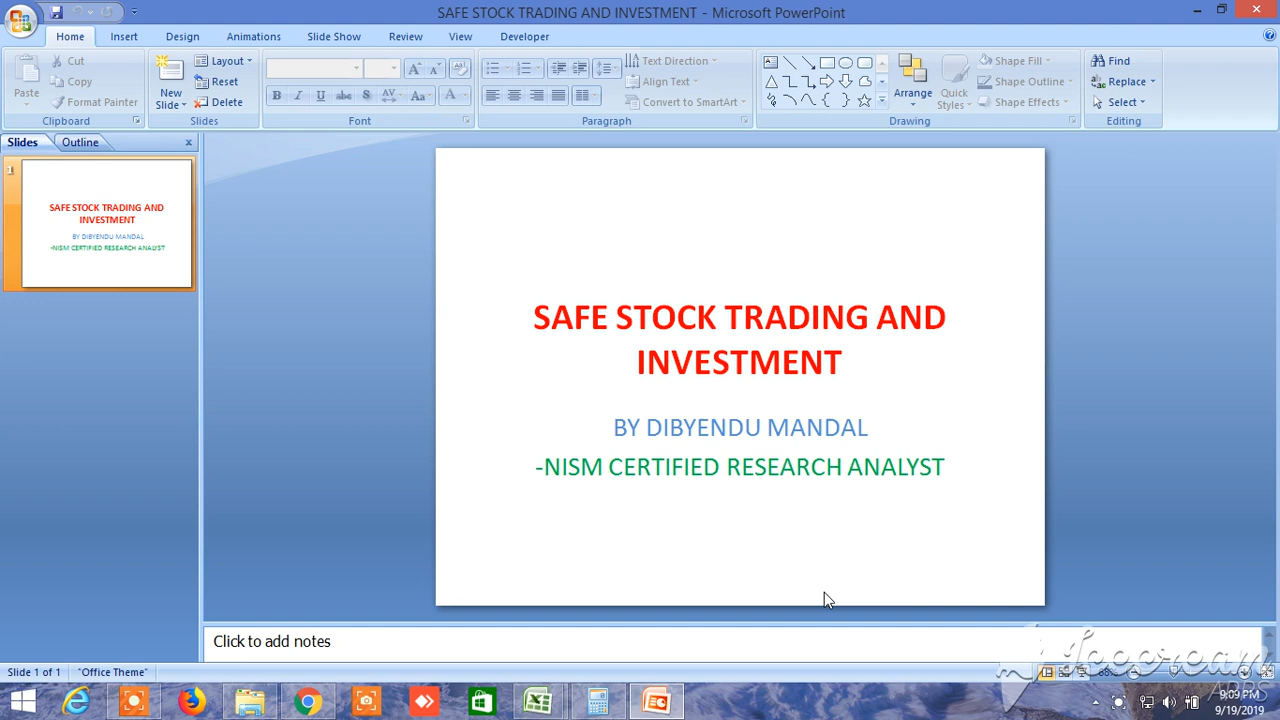 SAFE STOCK TRADING AND INVESTMENT - Microsoft PowerPoint
Home Insert Design Animations Slide Show Review View Developer
Paste
Cut
Copy
Format Painter
Clipboard
New Slide
Layout
Reset
Delete
Slides
B I U abc S AV Aa A
Font
Text Direction
Align Text
Convert to SmartArt
Paragraph
Arrange
Quick Styles
Shape Fill
Shape Outline
Shape Effects
Drawing
Find
Replace
Select
Editing
Slides Outline
1
SAFE STOCK TRADING AND
INVESTMENT
BY DIBYENDU MANDAL
-NISM CERTIFIED RESEARCH ANALYST
SAFE STOCK TRADING AND
INVESTMENT
BY DIBYENDU MANDAL
-NISM CERTIFIED RESEARCH ANALYST
Click to add notes
Slide 1 of 1 "Office Theme"
9:09 PM
9/19/2019